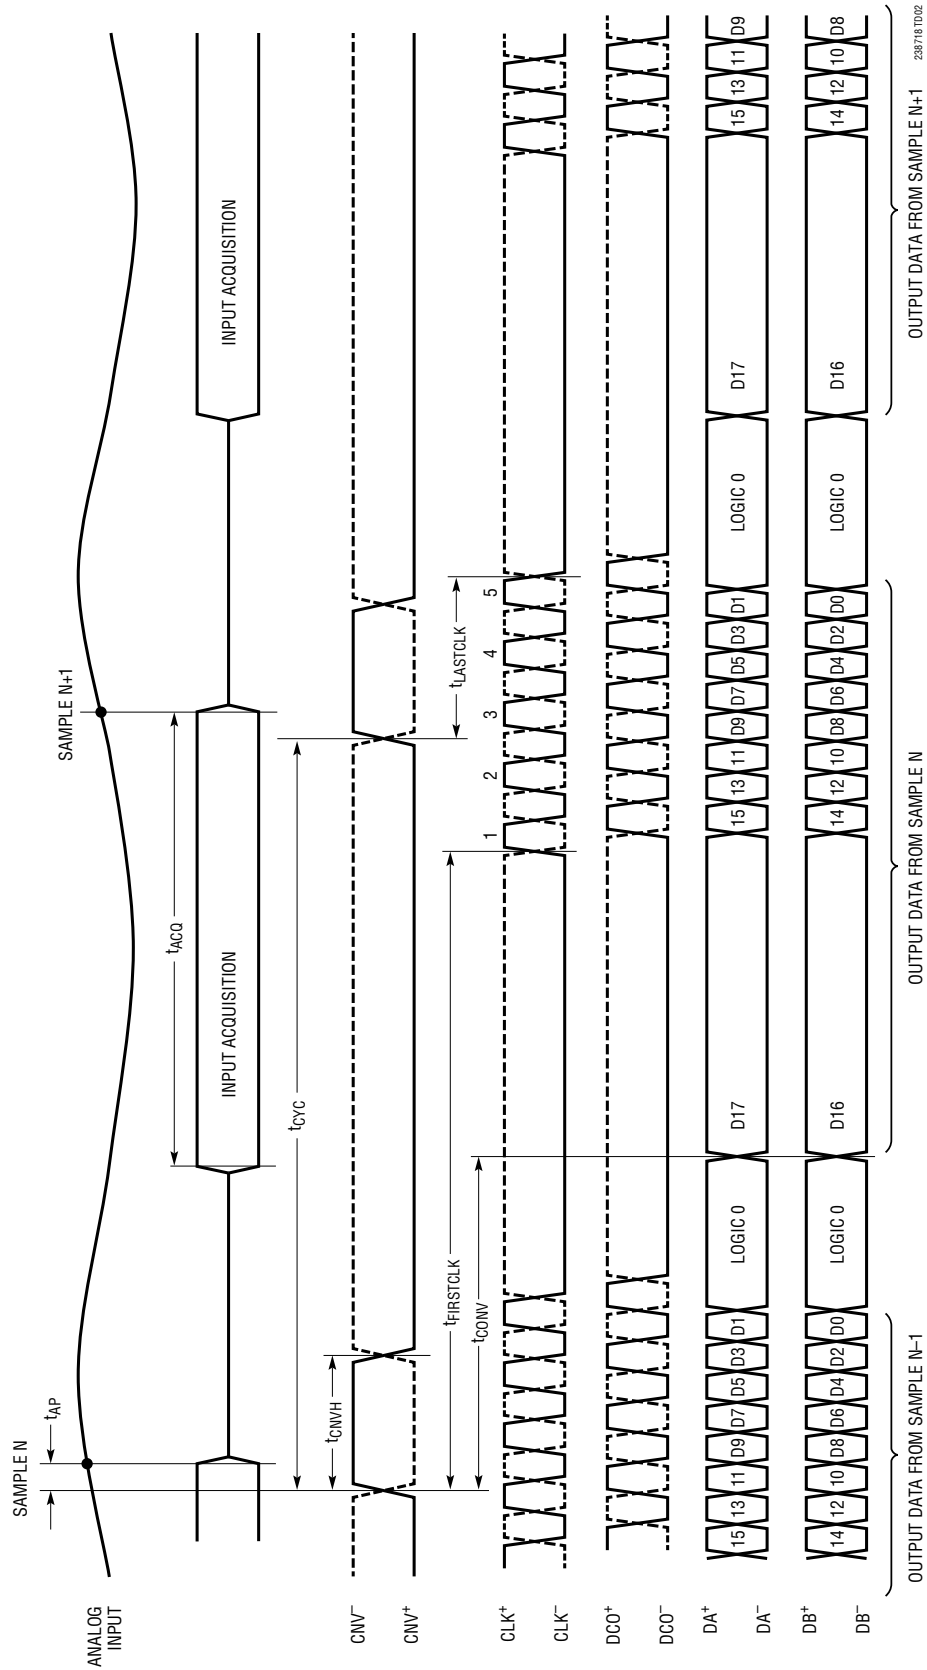 SAMPLE N
SAMPLE N+1
tAP
ANALOG
INPUT
tACQ
INPUT ACQUISITION
INPUT ACQUISITION
tCYC
tCNVH
CNV–
CNV+
tFIRSTCLK
tLASTCLK
tCONV
1 2 3 4 5
CLK+
CLK–
DCO+
DCO–
DA+
DA–
15 13 11 D9 D7 D5 D3 D1 LOGIC 0 D17 15 13 11 D9 D7 D5 D3 D1 LOGIC 0 D17 15 13 11 D9
DB+
DB–
14 12 10 D8 D6 D4 D2 D0 LOGIC 0 D16 14 12 10 D8 D6 D4 D2 D0 LOGIC 0 D16 14 12 10 D8
OUTPUT DATA FROM SAMPLE N–1
OUTPUT DATA FROM SAMPLE N
OUTPUT DATA FROM SAMPLE N+1
238718 TD02